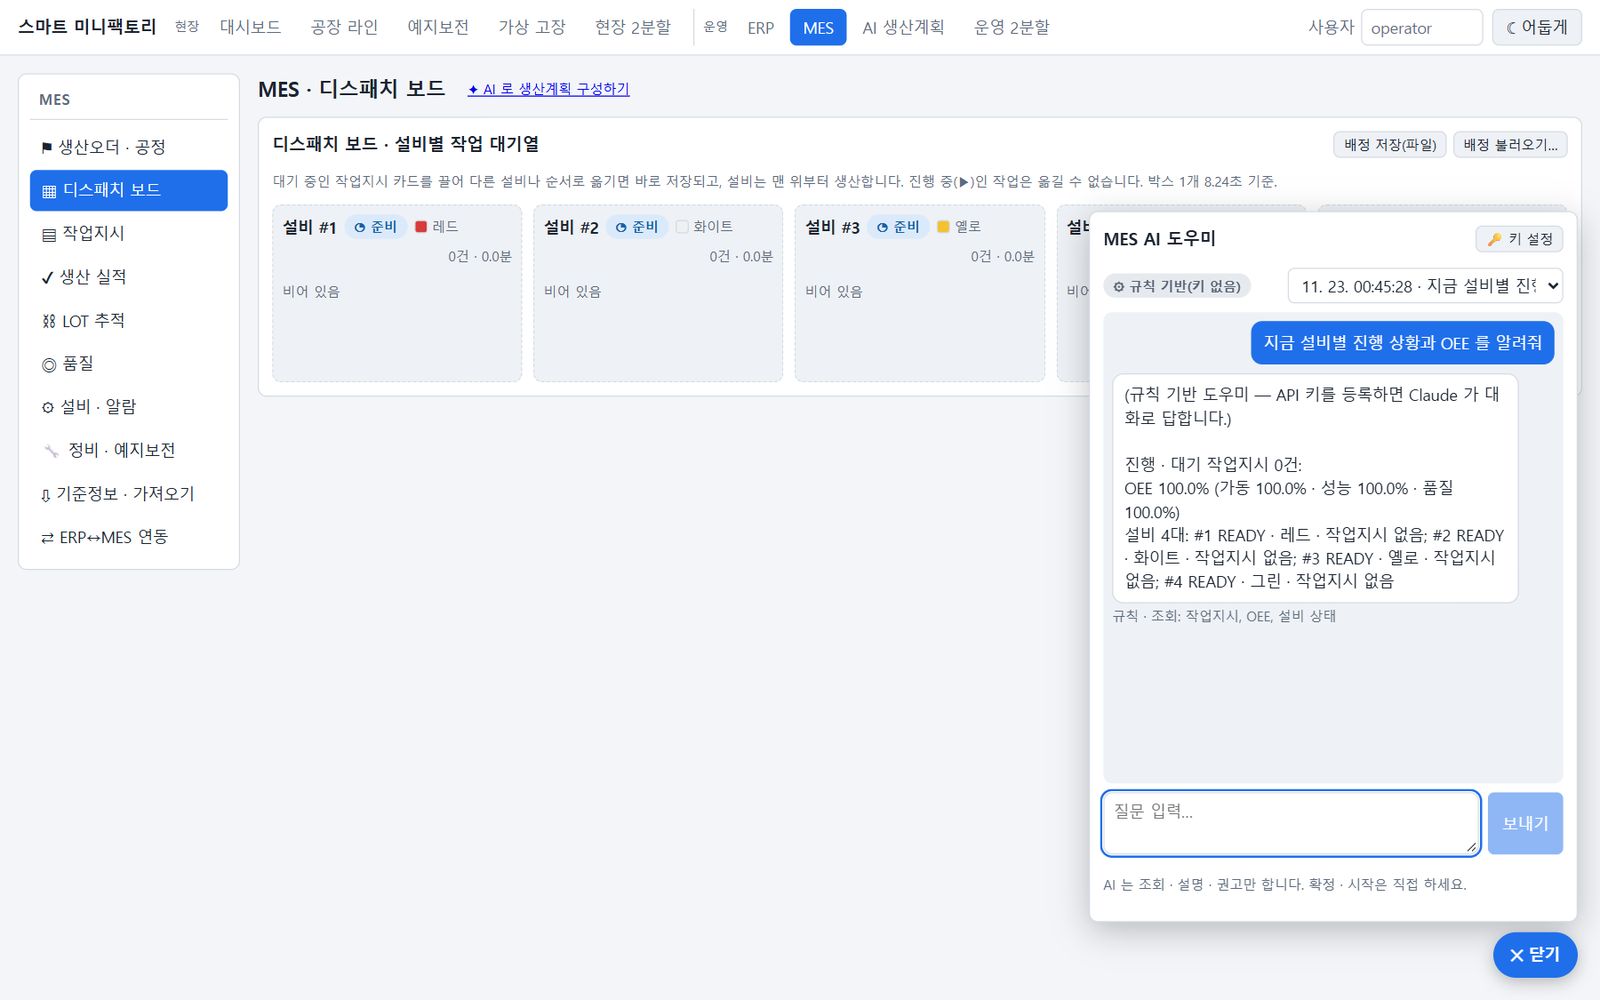 스마트 미니팩토리 현장 대시보드 공장 라인 예지보전 가상 고장 현장 2분할 운영 ERP MES AI 생산계획 운영 2분할 사용자 operator ☾ 어둡게
MES
⚑ 생산오더 · 공정
▦ 디스패치 보드
▤ 작업지시
✓ 생산 실적
⛓ LOT 추적
◎ 품질
⚙ 설비 · 알람
🔧 정비 · 예지보전
⇩ 기준정보 · 가져오기
⇄ ERP↔MES 연동
MES · 디스패치 보드 ✦ AI 로 생산계획 구성하기
디스패치 보드 · 설비별 작업 대기열 배정 저장(파일) 배정 불러오기...
대기 중인 작업지시 카드를 끌어 다른 설비나 순서로 옮기면 바로 저장되고, 설비는 맨 위부터 생산합니다. 진행 중(▶)인 작업은 옮길 수 없습니다. 박스 1개 8.24초 기준.
설비 #1 ◔ 준비 레드
0건 · 0.0분
비어 있음
설비 #2 ◔ 준비 화이트
0건 · 0.0분
비어 있음
설비 #3 ◔ 준비 옐로
0건 · 0.0분
비어 있음
MES AI 도우미 🔑 키 설정
⚙ 규칙 기반(키 없음) 11. 23. 00:45:28 · 지금 설비별
지금 설비별 진행 상황과 OEE 를 알려줘
(규칙 기반 도우미 — API 키를 등록하면 Claude 가 대
화로 답합니다.)
진행 · 대기 작업지시 0건:
OEE 100.0% (가동 100.0% · 성능 100.0% · 품질
100.0%)
설비 4대: #1 READY · 레드 · 작업지시 없음; #2 READY
· 화이트 · 작업지시 없음; #3 READY · 옐로 · 작업지시
없음; #4 READY · 그린 · 작업지시 없음
규칙 · 조회: 작업지시, OEE, 설비 상태
질문 입력...
보내기
AI 는 조회 · 설명 · 권고만 합니다. 확정 · 시작은 직접 하세요.
✕ 닫기